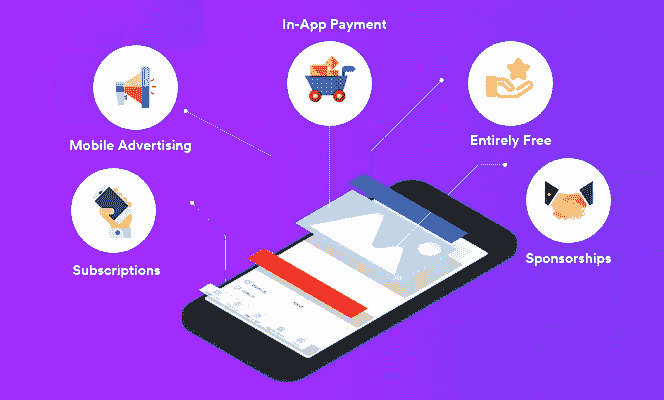 In-App Payment
Mobile Advertising
Entirely Free
Subscriptions
Sponsorships